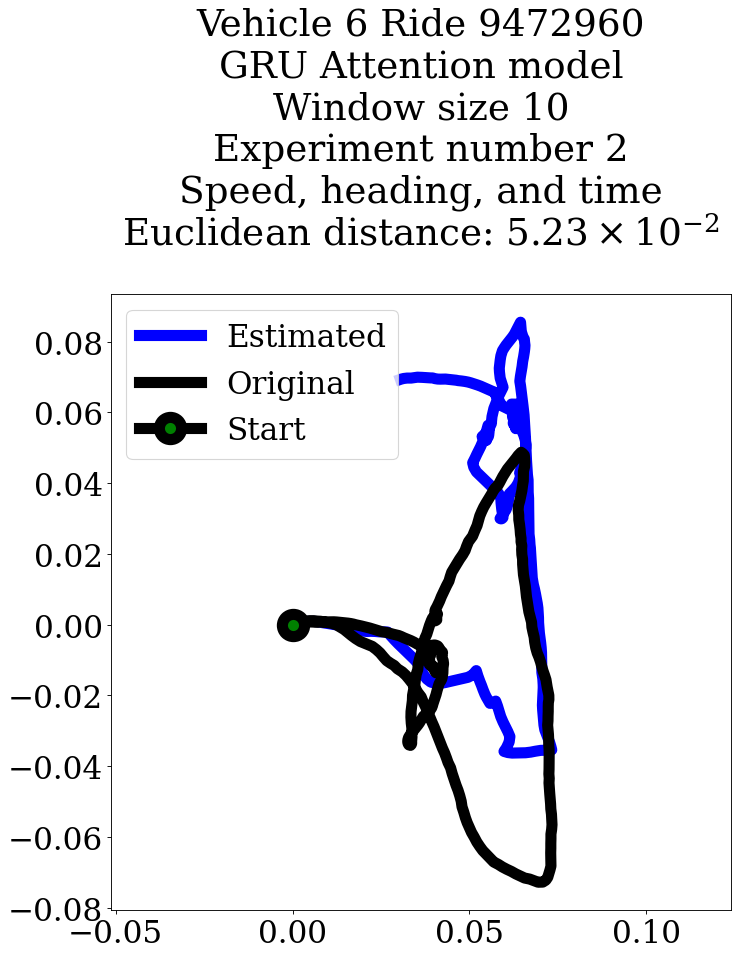 Vehicle 6 Ride 9472960
GRU Attention model
Window size 10
Experiment number 2
Speed, heading, and time
Euclidean distance: 5.23 × 10⁻²
Estimated
Original
Start
0.08
0.06
0.04
0.02
0.00
−0.02
−0.04
−0.06
−0.08
−0.05 0.00 0.05 0.10